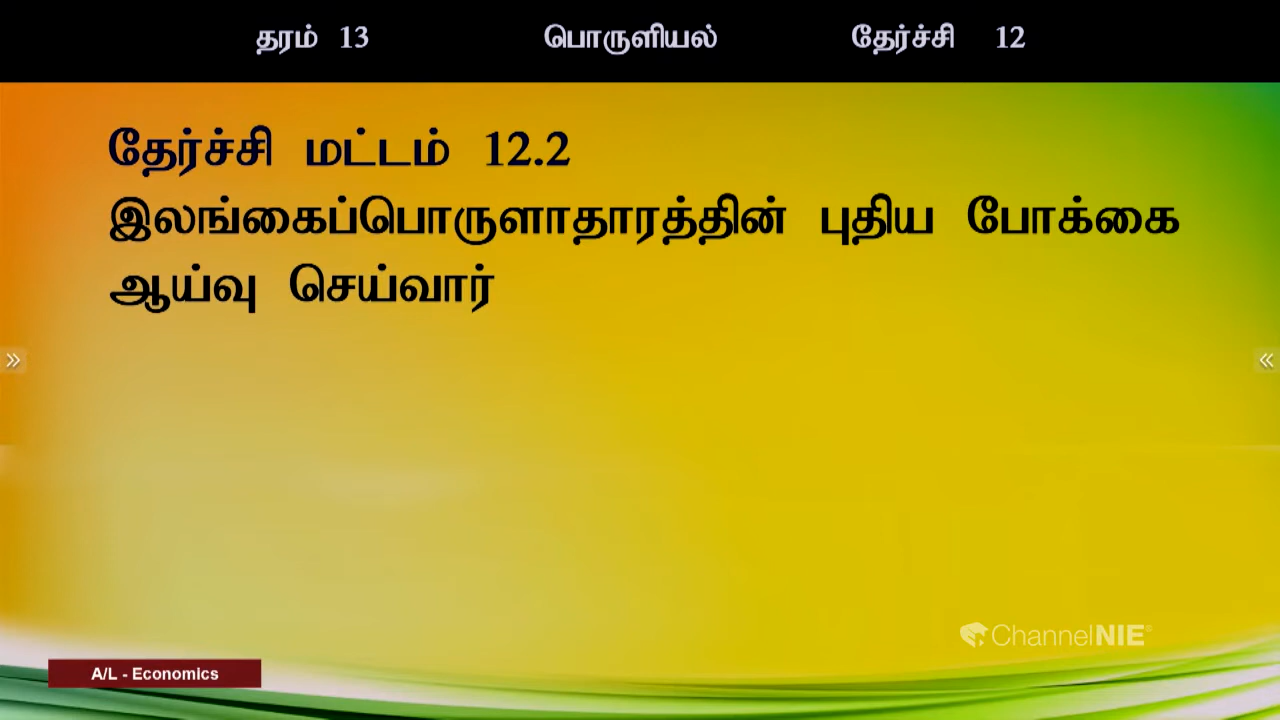 தரம் 13 பொருளியல் தேர்ச்சி 12
தேர்ச்சி மட்டம் 12.2
இலங்கைப்பொருளாதாரத்தின் புதிய போக்கை
ஆய்வு செய்வார்
ChannelNIE
A/L - Economics